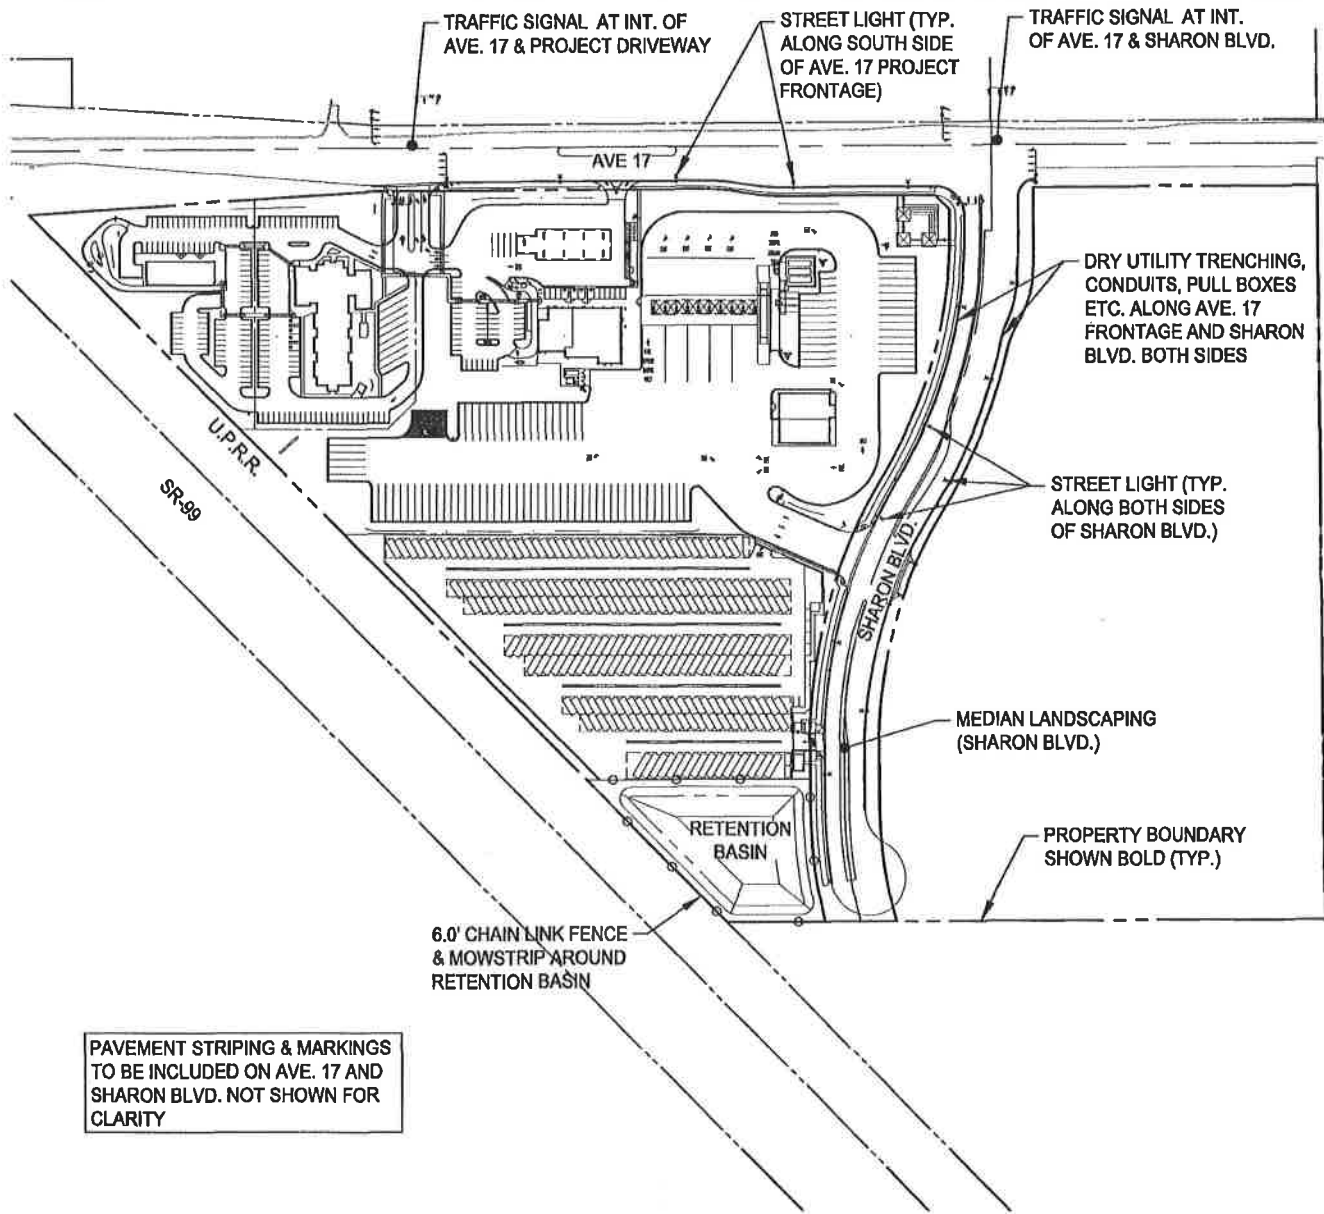 TRAFFIC SIGNAL AT INT. OF
AVE. 17 & PROJECT DRIVEWAY
STREET LIGHT (TYP.
ALONG SOUTH SIDE
OF AVE. 17 PROJECT
FRONTAGE)
TRAFFIC SIGNAL AT INT.
OF AVE. 17 & SHARON BLVD.
AVE 17
DRY UTILITY TRENCHING,
CONDUITS, PULL BOXES
ETC. ALONG AVE. 17
FRONTAGE AND SHARON
BLVD. BOTH SIDES
U.P.R.R.
SR-99
STREET LIGHT (TYP.
ALONG BOTH SIDES
OF SHARON BLVD.)
SHARON BLVD.
MEDIAN LANDSCAPING
(SHARON BLVD.)
RETENTION
BASIN
PROPERTY BOUNDARY
SHOWN BOLD (TYP.)
6.0' CHAIN LINK FENCE
& MOWSTRIP AROUND
RETENTION BASIN
PAVEMENT STRIPING & MARKINGS
TO BE INCLUDED ON AVE. 17 AND
SHARON BLVD. NOT SHOWN FOR
CLARITY